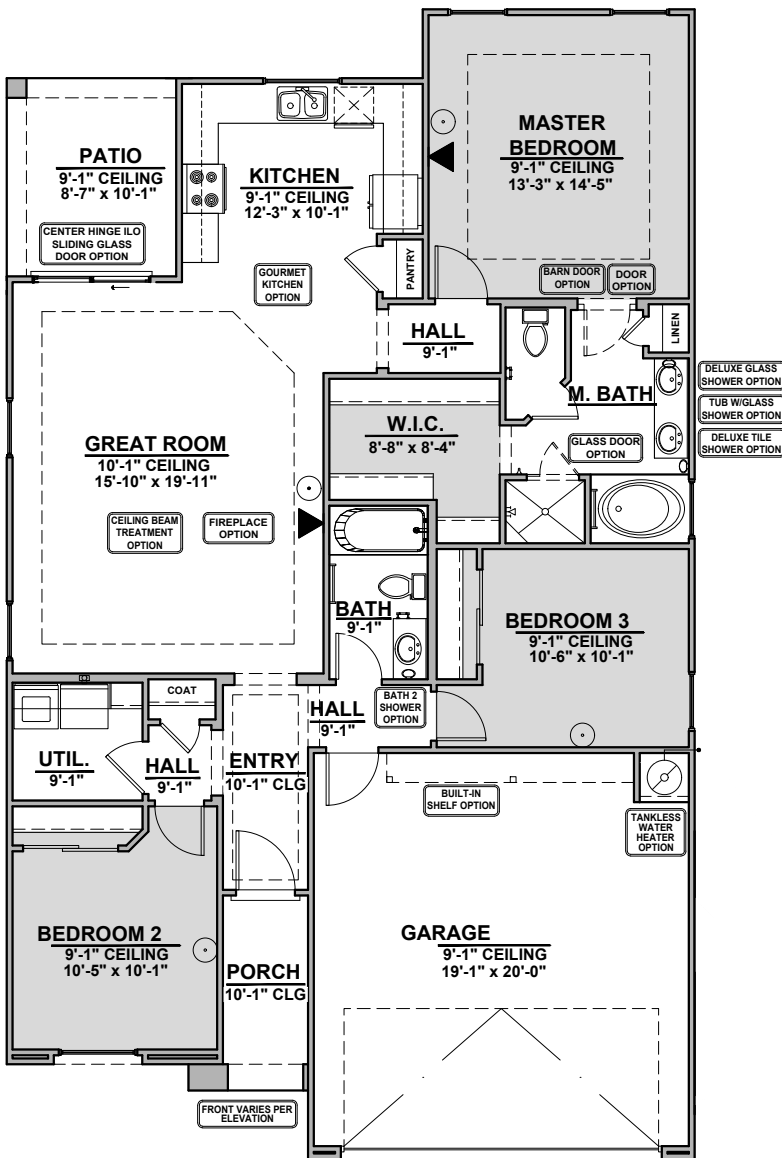 MASTER
BEDROOM
9'-1" CEILING
13'-3" x 14'-5"
PATIO
9'-1" CEILING
8'-7" x 10'-1"
KITCHEN
9'-1" CEILING
12'-3" x 10'-1"
CENTER HINGE ILO
SLIDING GLASS
DOOR OPTION
GOURMET
KITCHEN
OPTION
PANTRY
BARN DOOR
OPTION
DOOR
OPTION
HALL
9'-1"
LINEN
M. BATH
DELUXE GLASS
SHOWER OPTION
TUB W/GLASS
SHOWER OPTION
DELUXE TILE
SHOWER OPTION
W.I.C.
8'-8" x 8'-4"
GLASS DOOR
OPTION
GREAT ROOM
10'-1" CEILING
15'-10" x 19'-11"
CEILING BEAM
TREATMENT
OPTION
FIREPLACE
OPTION
BATH
9'-1"
BEDROOM 3
9'-1" CEILING
10'-6" x 10'-1"
COAT
HALL
9'-1"
BATH 2
SHOWER
OPTION
UTIL.
9'-1"
HALL
9'-1"
ENTRY
10'-1" CLG
BUILT-IN
SHELF OPTION
TANKLESS
WATER
HEATER
OPTION
BEDROOM 2
9'-1" CEILING
10'-5" x 10'-1"
PORCH
10'-1" CLG
GARAGE
9'-1" CEILING
19'-1" x 20'-0"
FRONT VARIES PER
ELEVATION